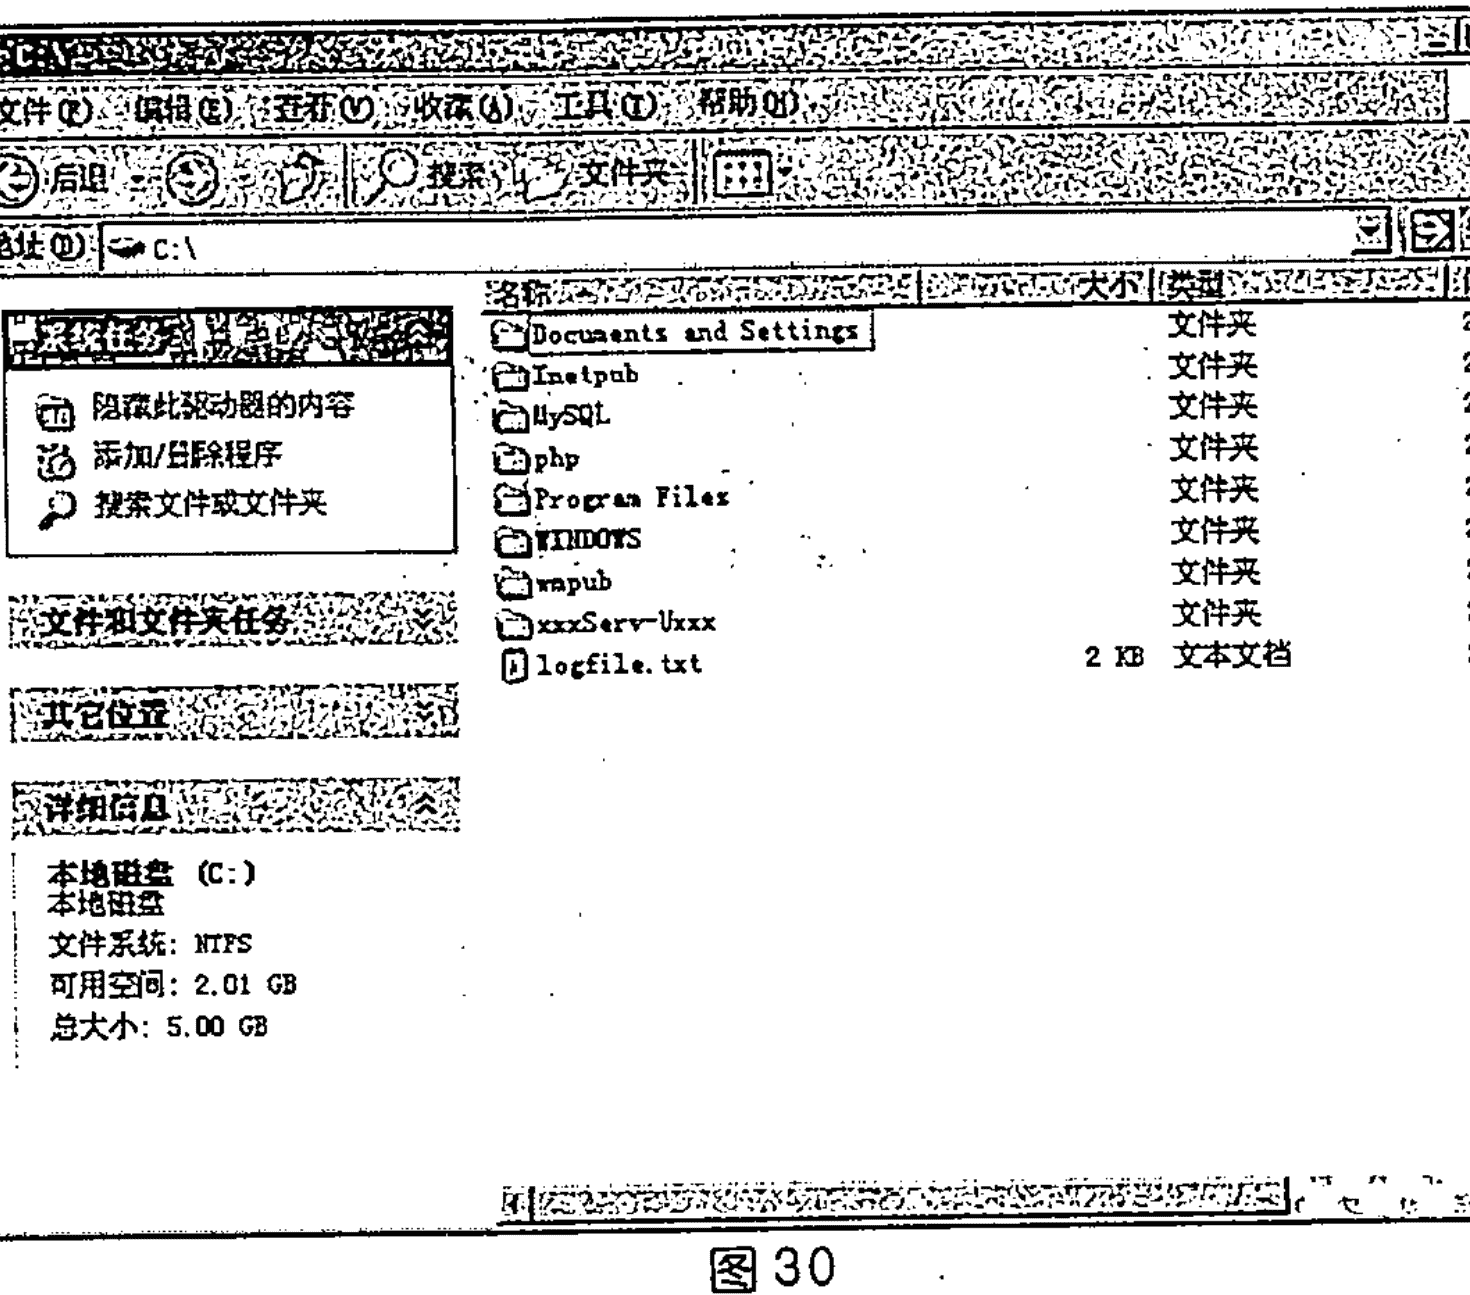 C:\
文件(F) 编辑(E) 查看(V) 收藏(A) 工具(T) 帮助(H)
后退 搜索 文件夹
地址(D) C:\
名称 大小 类型
系统任务
隐藏此驱动器的内容
添加/删除程序
搜索文件或文件夹
文件和文件夹任务
其它位置
详细信息
本地磁盘 (C:)
本地磁盘
文件系统: NTFS
可用空间: 2.01 GB
总大小: 5.00 GB
Documents and Settings 文件夹
Inetpub 文件夹
MySQL 文件夹
php 文件夹
Program Files 文件夹
WINDOWS 文件夹
wmpub 文件夹
xxxServ-Uxxx 文件夹
logfile.txt 2 KB 文本文档
图30